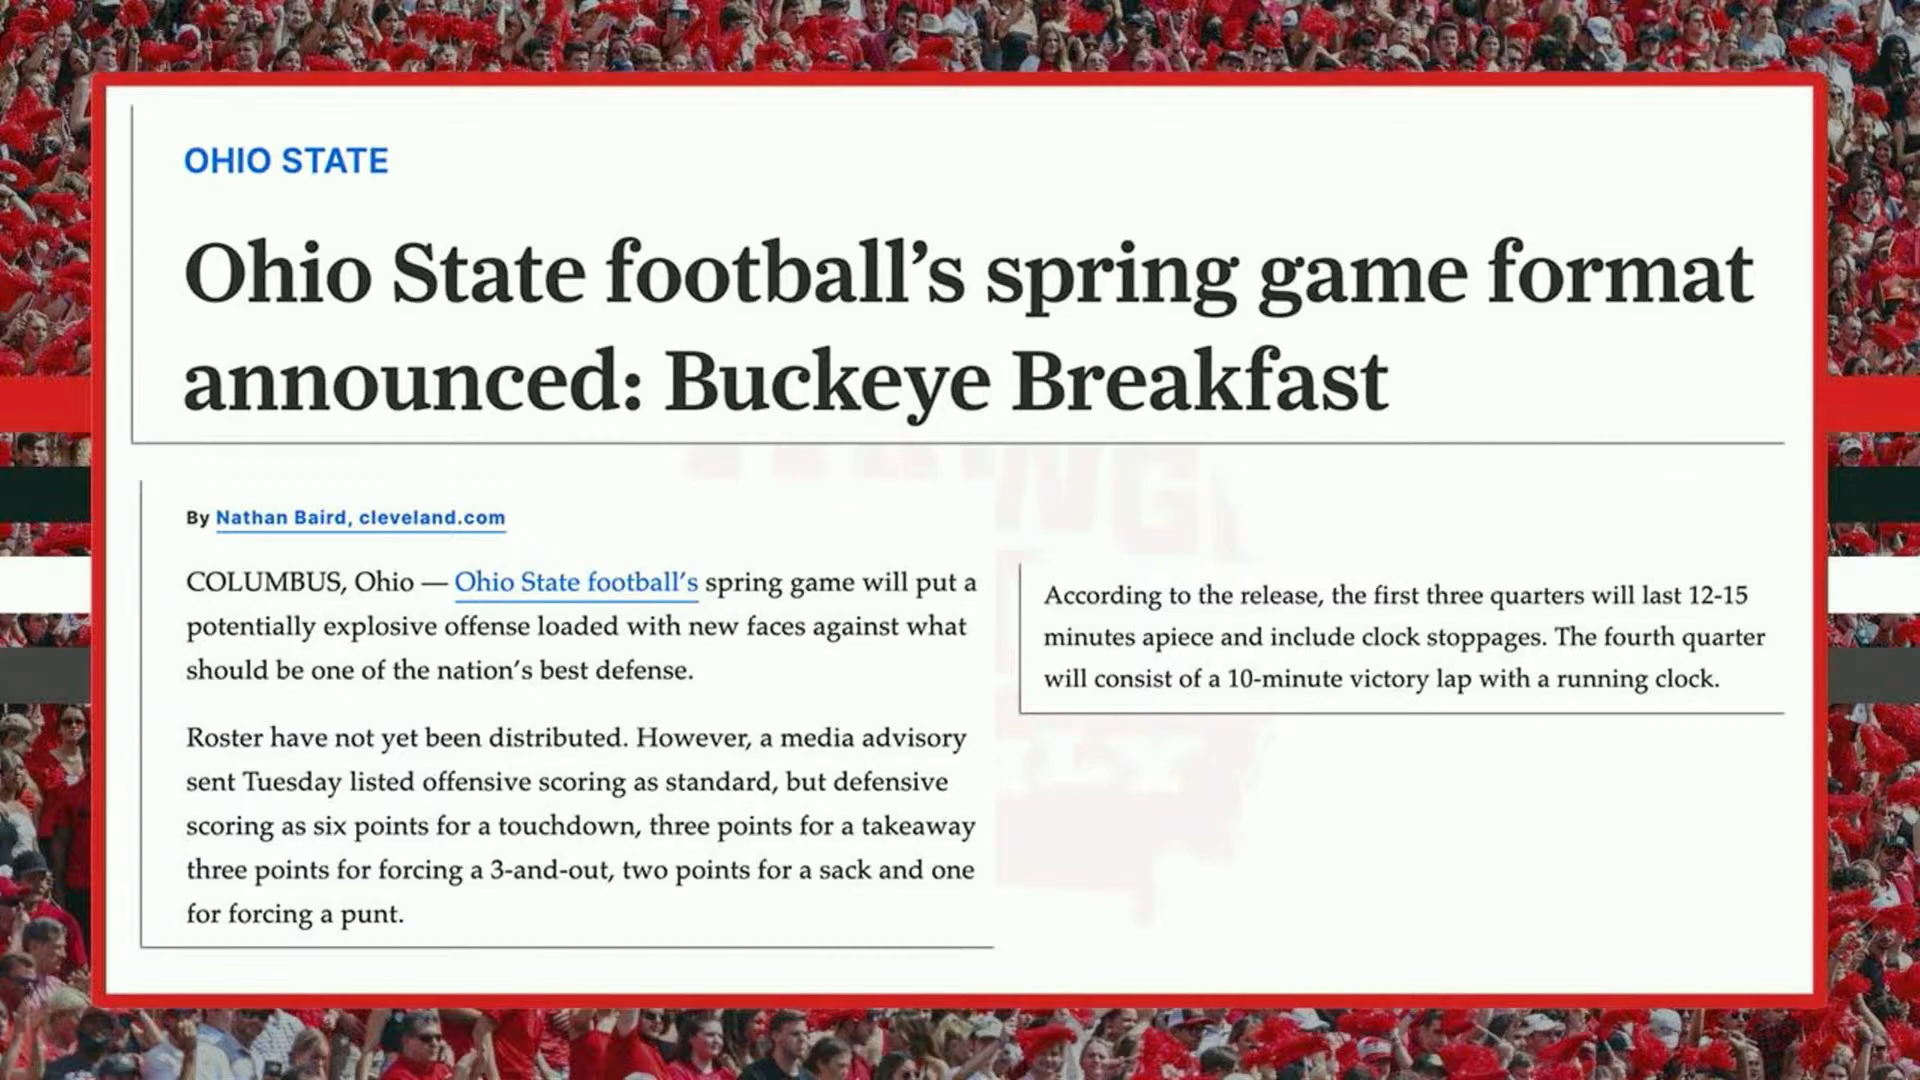 OHIO STATE
Ohio State football’s spring game format
announced: Buckeye Breakfast
By Nathan Baird, cleveland.com
COLUMBUS, Ohio — Ohio State football’s spring game will put a
potentially explosive offense loaded with new faces against what
should be one of the nation’s best defense.
Roster have not yet been distributed. However, a media advisory
sent Tuesday listed offensive scoring as standard, but defensive
scoring as six points for a touchdown, three points for a takeaway
three points for forcing a 3-and-out, two points for a sack and one
for forcing a punt.
According to the release, the first three quarters will last 12-15
minutes apiece and include clock stoppages. The fourth quarter
will consist of a 10-minute victory lap with a running clock.